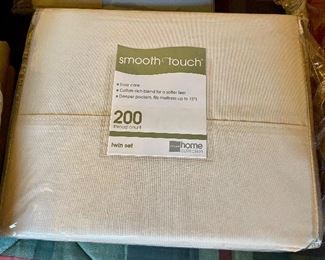 smooth touch
• Easy care
• Cotton rich blend for a softer feel
• Deeper pockets, fits mattress up to 15"
200
thread count
twin set
home